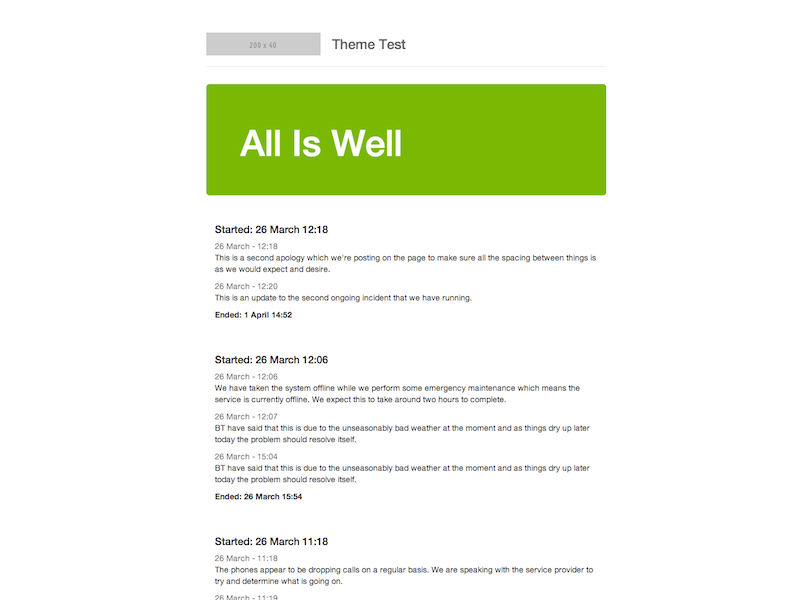 200 x 40
Theme Test
All Is Well
Started: 26 March 12:18
26 March - 12:18
This is a second apology which we're posting on the page to make sure all the spacing between things is
as we would expect and desire.
26 March - 12:20
This is an update to the second ongoing incident that we have running.
Ended: 1 April 14:52
Started: 26 March 12:06
26 March - 12:06
We have taken the system offline while we perform some emergency maintenance which means the
service is currently offline. We expect this to take around two hours to complete.
26 March - 12:07
BT have said that this is due to the unseasonably bad weather at the moment and as things dry up later
today the problem should resolve itself.
26 March - 15:04
BT have said that this is due to the unseasonably bad weather at the moment and as things dry up later
today the problem should resolve itself.
Ended: 26 March 15:54
Started: 26 March 11:18
26 March - 11:18
The phones appear to be dropping calls on a regular basis. We are speaking with the service provider to
try and determine what is going on.
26 March - 11:19